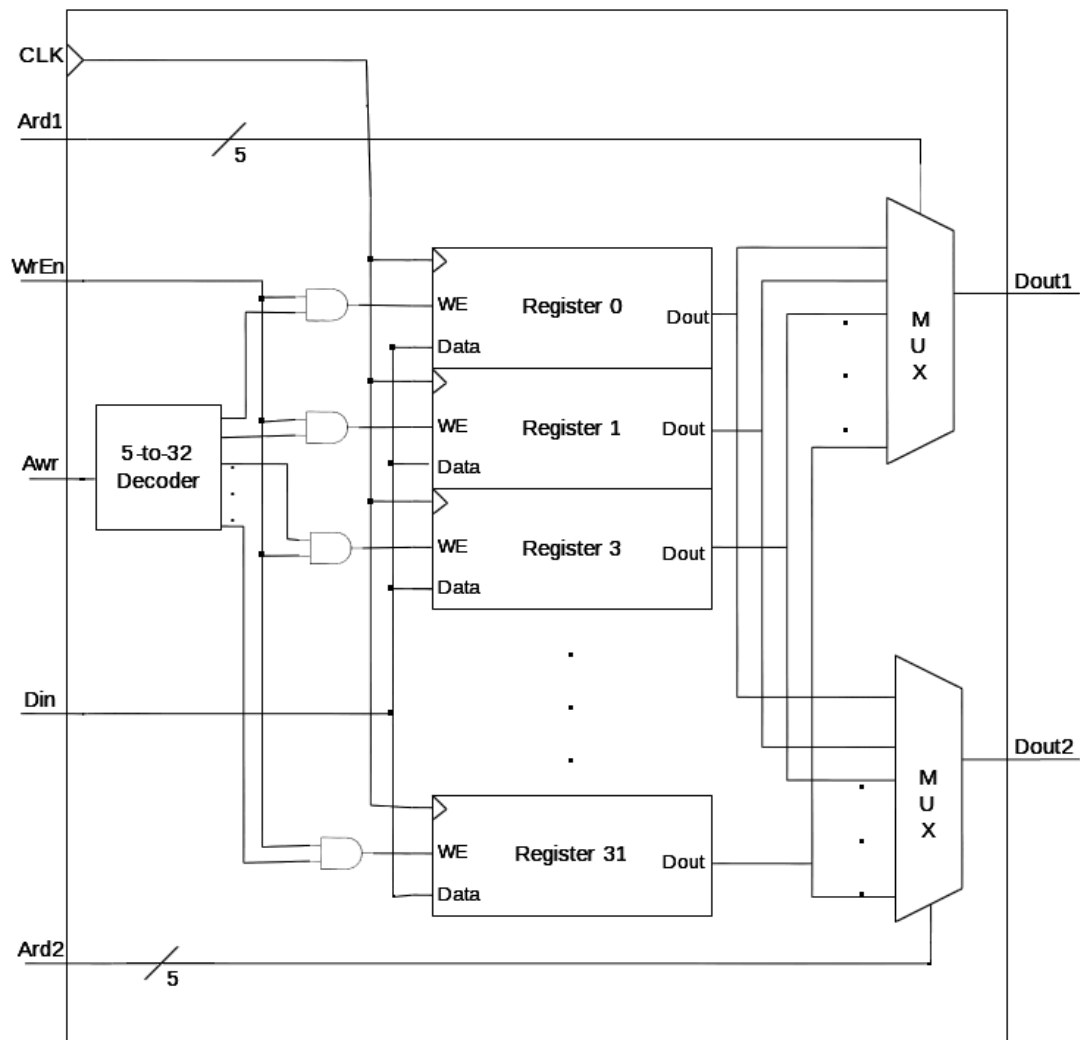 CLK
Ard1
5
WrEn
Register 0
WE
Dout
Data
Dout1
M
U
X
Register 1
WE
Dout
Data
5-to-32
Decoder
Awr
Register 3
WE
Dout
Data
Din
Dout2
M
U
X
Register 31
WE
Dout
Data
Ard2
5